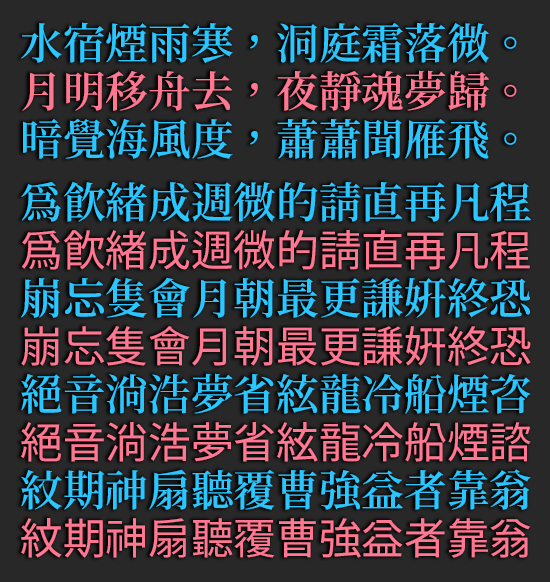 水宿煙雨寒，洞庭霜落微。
月明移舟去，夜靜魂夢歸。
暗覺海風度，蕭蕭聞雁飛。
爲飲緒成週微的請直再凡程
爲飲緒成週微的請直再凡程
崩忘隻會月朝最更謙姸終恐
崩忘隻會月朝最更謙姸終恐
絕音淌浩夢省絃龍冷船煙咨
絕音淌浩夢省絃龍冷船煙諮
紋期神扇聽覆曹強益者靠翁
紋期神扇聽覆曹強益者靠翁